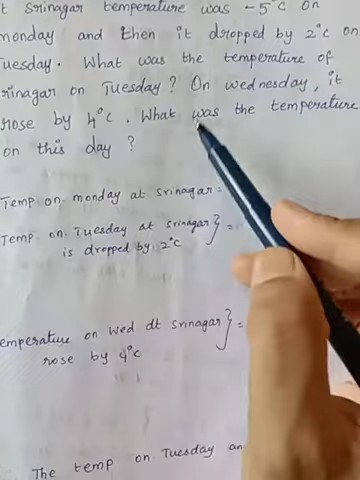 t Srinagar temperature was -5°C on
monday and then it dropped by 2°C on
Tuesday. What was the temperature of
rinagar on Tuesday? On wednesday, it
rose by 4°C. What was the temperature
on this day?
Temp on monday at srinagar =
Temp on Tuesday at srinagar } =
is dropped by 2°C
emperature on wed at srinagar } =
rose by 4°C
The temp on Tuesday an